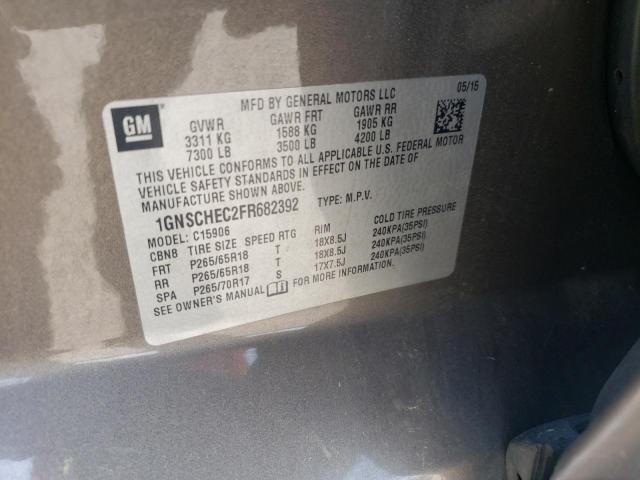 MFD BY GENERAL MOTORS LLC 05/15
GM
GVWR GAWR FRT GAWR RR
3311 KG 1588 KG 1905 KG
7300 LB 3500 LB 4200 LB
THIS VEHICLE CONFORMS TO ALL APPLICABLE U.S. FEDERAL MOTOR
VEHICLE SAFETY STANDARDS IN EFFECT ON THE DATE OF
MANUFACTURE SHOWN ABOVE.
1GNSCHEC2FR682392 TYPE: M.P.V.
MODEL: C15906
CBN8 TIRE SIZE SPEED RTG RIM COLD TIRE PRESSURE
FRT P265/65R18 T 18X8.5J 240KPA(35PSI)
RR P265/65R18 T 18X8.5J 240KPA(35PSI)
SPA P265/70R17 S 17X7.5J 240KPA(35PSI)
SEE OWNER'S MANUAL FOR MORE INFORMATION.